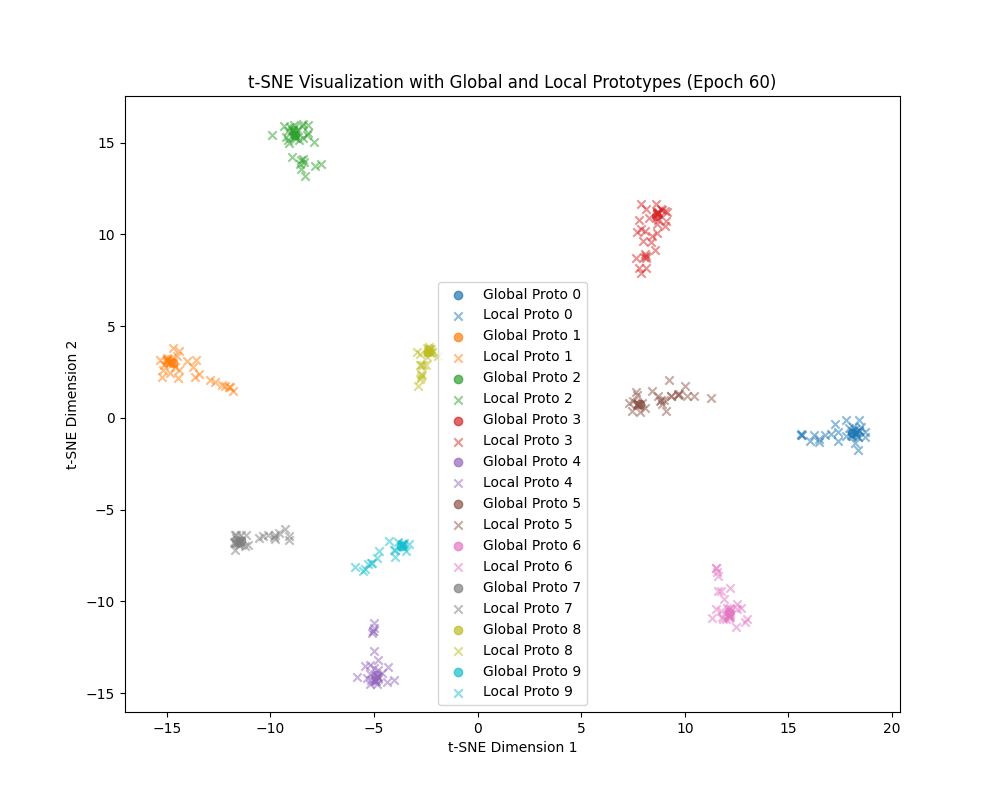 t-SNE Visualization with Global and Local Prototypes (Epoch 60)
15
10
5
0
−5
−10
−15
t-SNE Dimension 2
Global Proto 0
Local Proto 0
Global Proto 1
Local Proto 1
Global Proto 2
Local Proto 2
Global Proto 3
Local Proto 3
Global Proto 4
Local Proto 4
Global Proto 5
Local Proto 5
Global Proto 6
Local Proto 6
Global Proto 7
Local Proto 7
Global Proto 8
Local Proto 8
Global Proto 9
Local Proto 9
−15 −10 −5 0 5 10 15 20
t-SNE Dimension 1